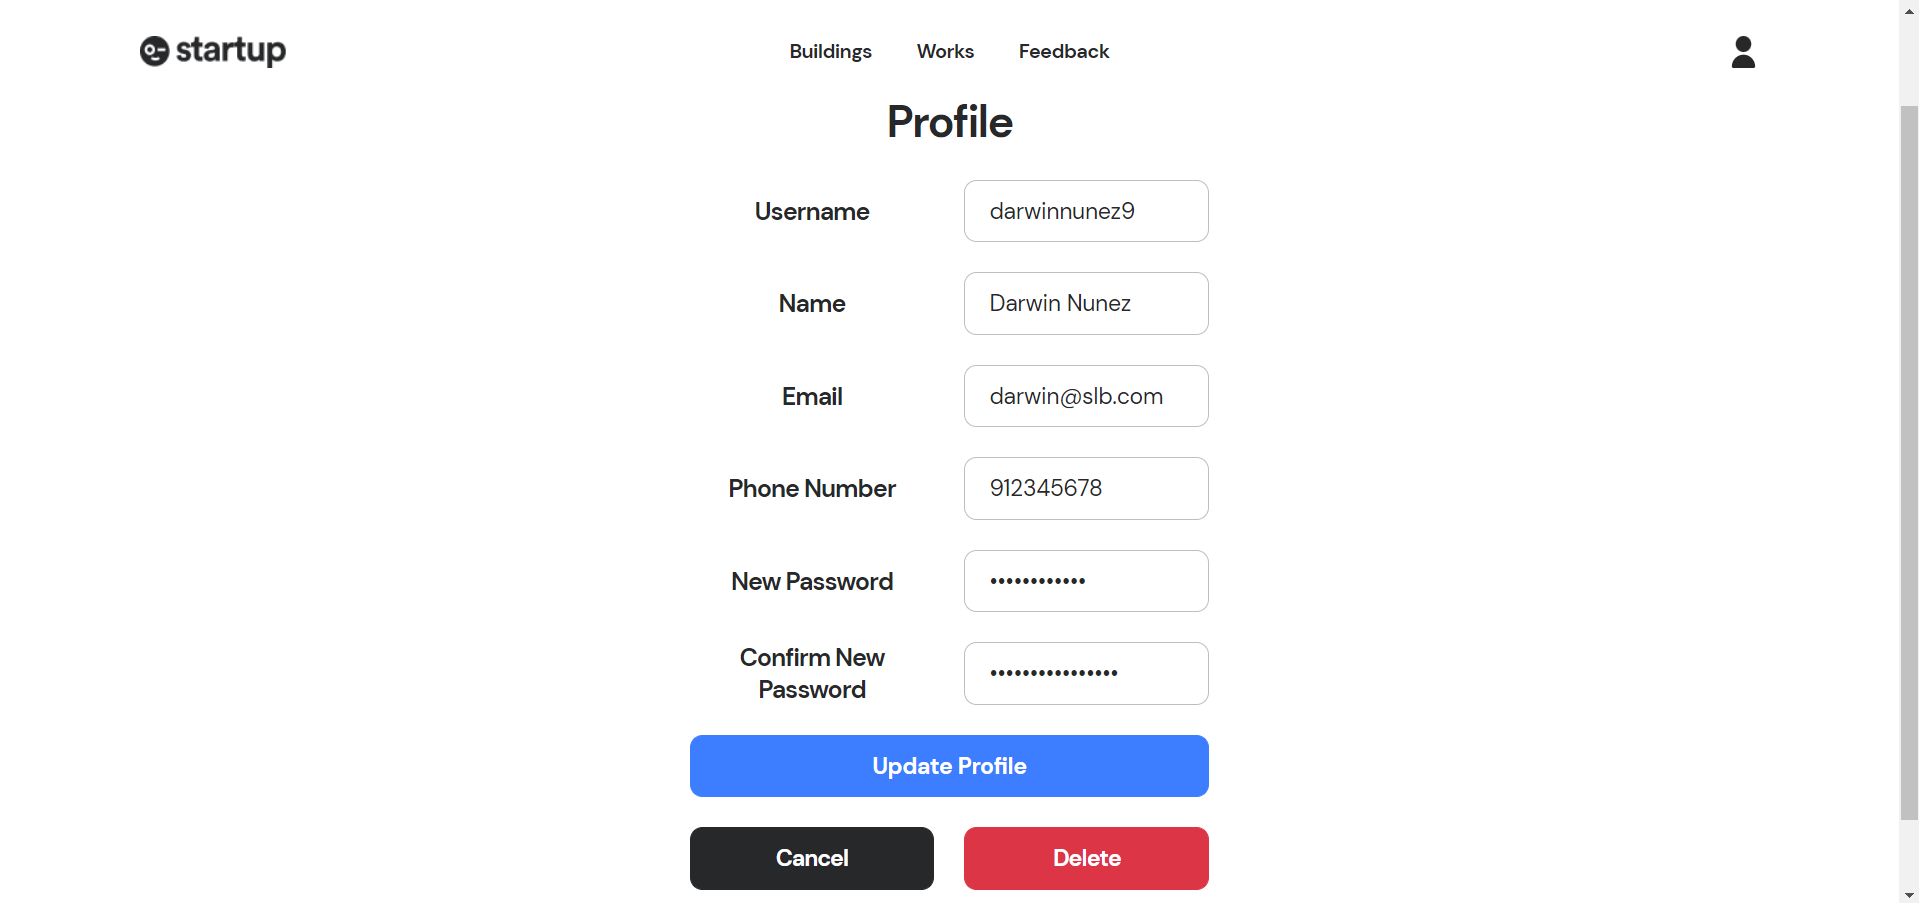 startup
Buildings Works Feedback
Profile
Username darwinnunez9
Name Darwin Nunez
Email darwin@slb.com
Phone Number 912345678
New Password ••••••••••••
Confirm New
Password ••••••••••••••••
Update Profile
Cancel Delete